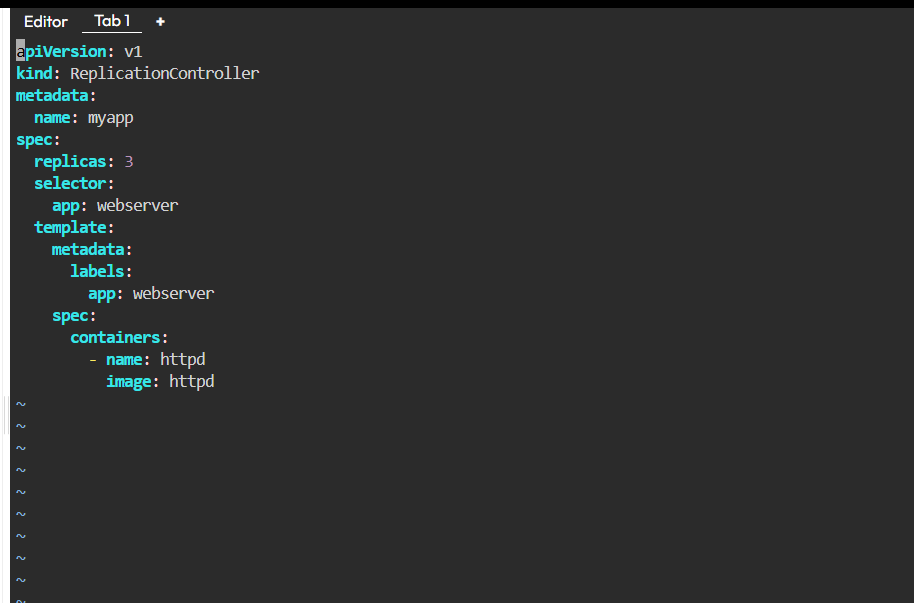 Editor Tab 1 +
apiVersion: v1
kind: ReplicationController
metadata:
  name: myapp
spec:
  replicas: 3
  selector:
    app: webserver
  template:
    metadata:
      labels:
        app: webserver
    spec:
      containers:
        - name: httpd
          image: httpd
~
~
~
~
~
~
~
~
~
~